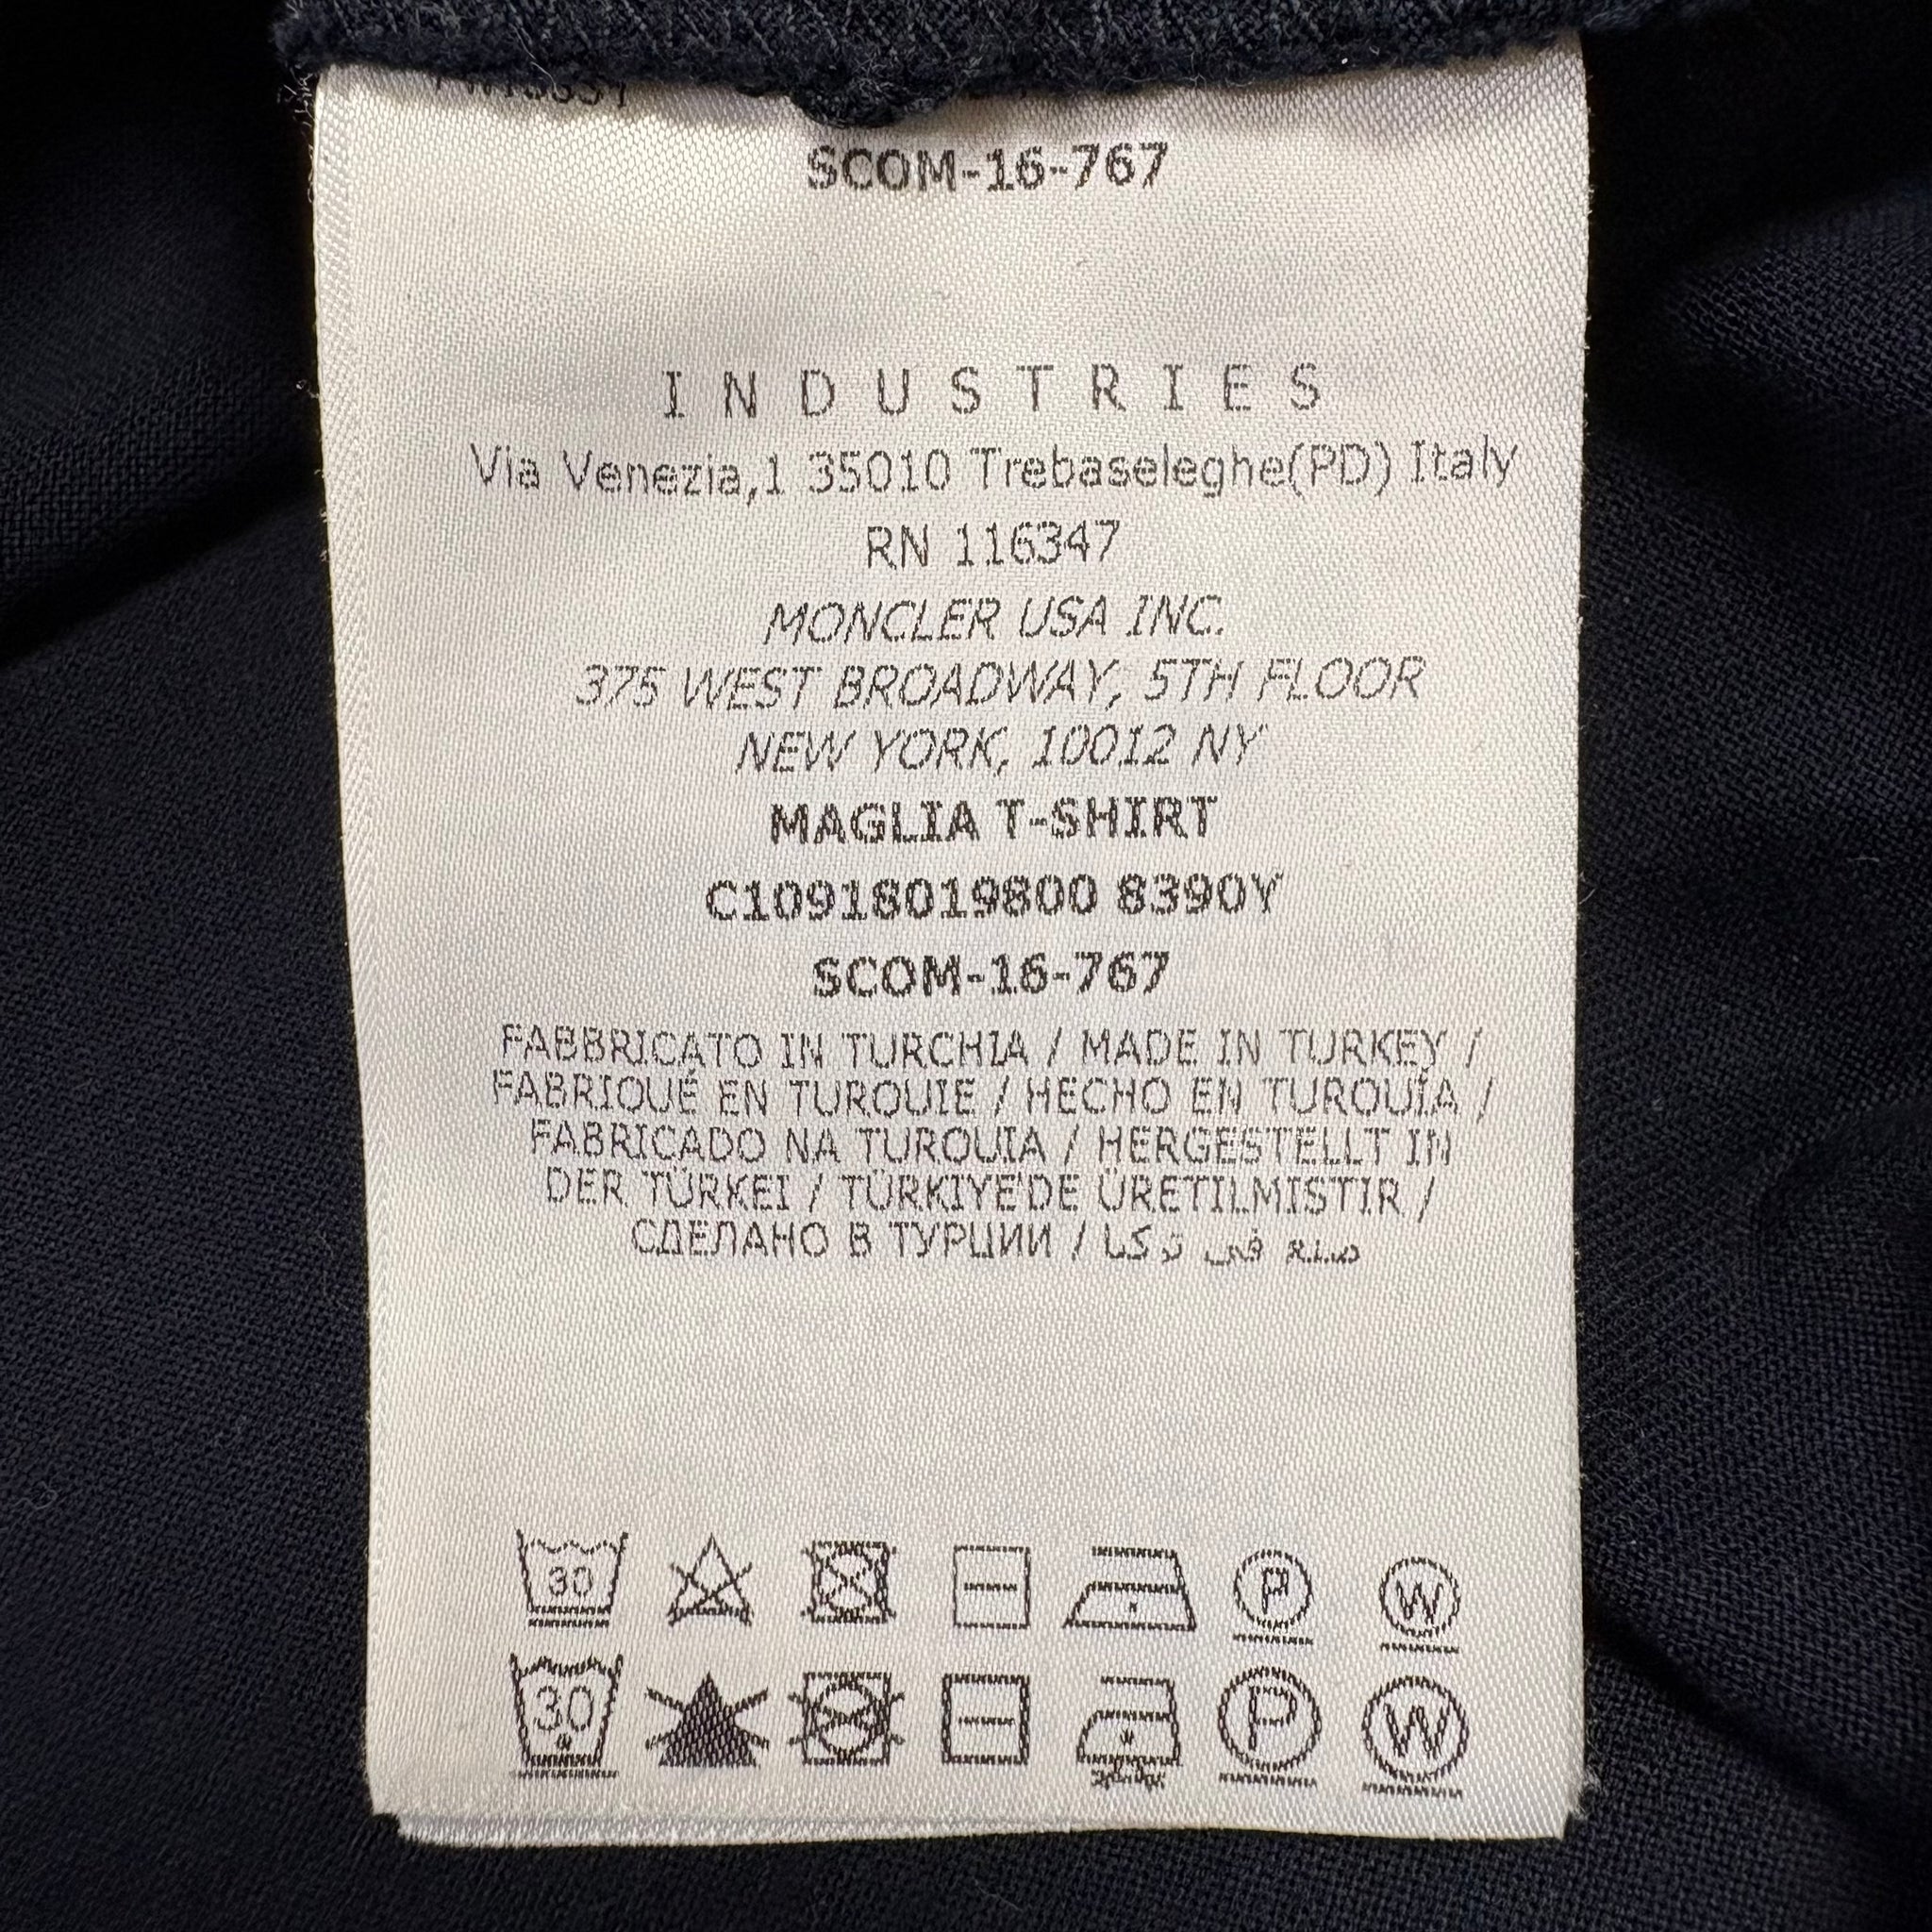 SCOM-16-767
INDUSTRIES
Via Venezia,1 35010 Trebaseleghe(PD) Italy
RN 116347
MONCLER USA INC.
375 WEST BROADWAY, 5TH FLOOR
NEW YORK, 10012 NY
MAGLIA T-SHIRT
C10918019800 8390Y
SCOM-16-767
FABBRICATO IN TURCHIA / MADE IN TURKEY /
FABRIQUÉ EN TURQUIE / HECHO EN TURQUÍA /
FABRICADO NA TURQUIA / HERGESTELLT IN
DER TÜRKEI / TÜRKIYE'DE ÜRETILMISTIR /
СДЕЛАНО В ТУРЦИИ / صنع في تركيا
30 P W
30 P W